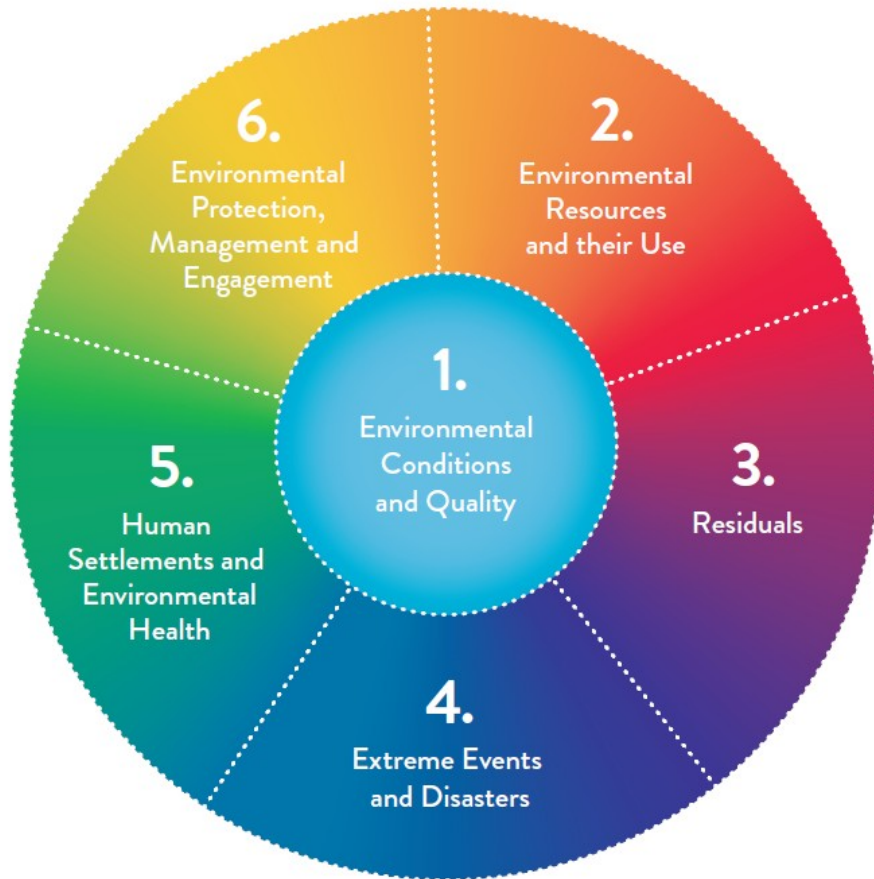 1.
Environmental
Conditions
and Quality
2.
Environmental
Resources
and their Use
3.
Residuals
4.
Extreme Events
and Disasters
5.
Human
Settlements and
Environmental
Health
6.
Environmental
Protection,
Management and
Engagement